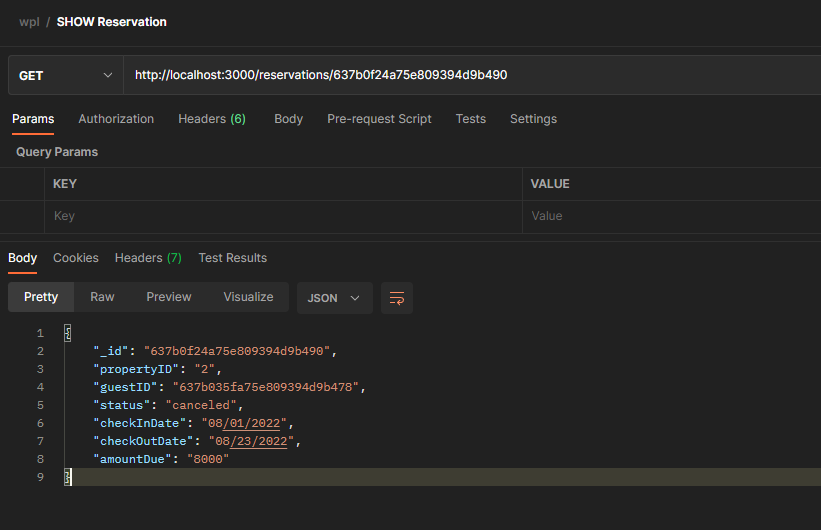 wpl / SHOW Reservation
GET http://localhost:3000/reservations/637b0f24a75e809394d9b490
Params Authorization Headers (6) Body Pre-request Script Tests Settings
Query Params
KEY VALUE
Key Value
Body Cookies Headers (7) Test Results
Pretty Raw Preview Visualize JSON
1 {
2 "_id": "637b0f24a75e809394d9b490",
3 "propertyID": "2",
4 "guestID": "637b035fa75e809394d9b478",
5 "status": "canceled",
6 "checkInDate": "08/01/2022",
7 "checkOutDate": "08/23/2022",
8 "amountDue": "8000"
9 }